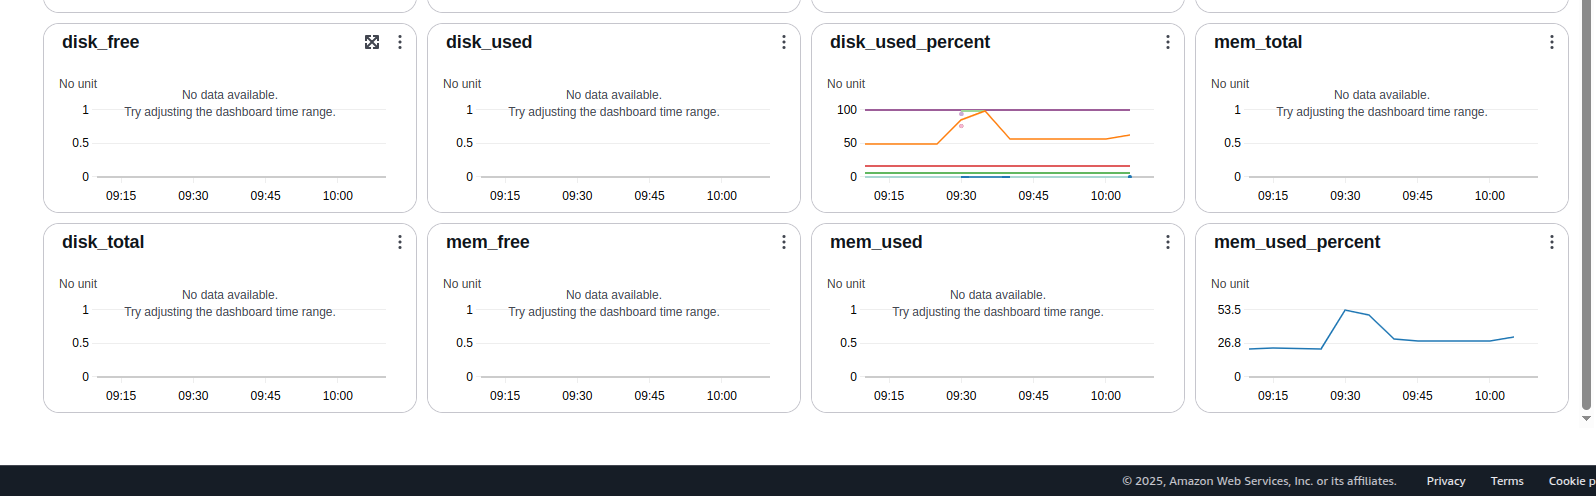 disk_free
disk_used
disk_used_percent
mem_total
No unit
No data available.
Try adjusting the dashboard time range.
1
0.5
0
09:15 09:30 09:45 10:00
No unit
No data available.
Try adjusting the dashboard time range.
1
0.5
0
09:15 09:30 09:45 10:00
No unit
100
50
0
09:15 09:30 09:45 10:00
No unit
No data available.
Try adjusting the dashboard time range.
1
0.5
0
09:15 09:30 09:45 10:00
disk_total
mem_free
mem_used
mem_used_percent
No unit
No data available.
Try adjusting the dashboard time range.
1
0.5
0
09:15 09:30 09:45 10:00
No unit
No data available.
Try adjusting the dashboard time range.
1
0.5
0
09:15 09:30 09:45 10:00
No unit
No data available.
Try adjusting the dashboard time range.
1
0.5
0
09:15 09:30 09:45 10:00
No unit
53.5
26.8
0
09:15 09:30 09:45 10:00
© 2025, Amazon Web Services, Inc. or its affiliates. Privacy Terms Cookie p